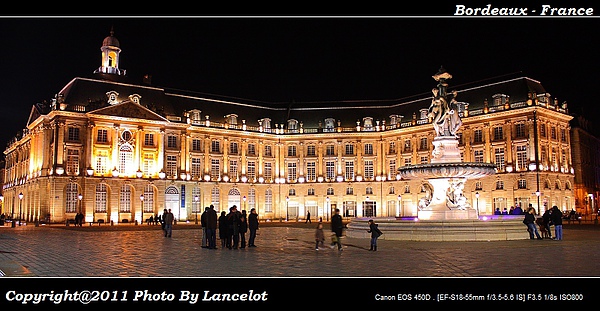 Bordeaux - France
Copyright@2011 Photo By Lancelot
Canon EOS 450D . [EF-S18-55mm f/3.5-5.6 IS] F3.5 1/8s ISO800